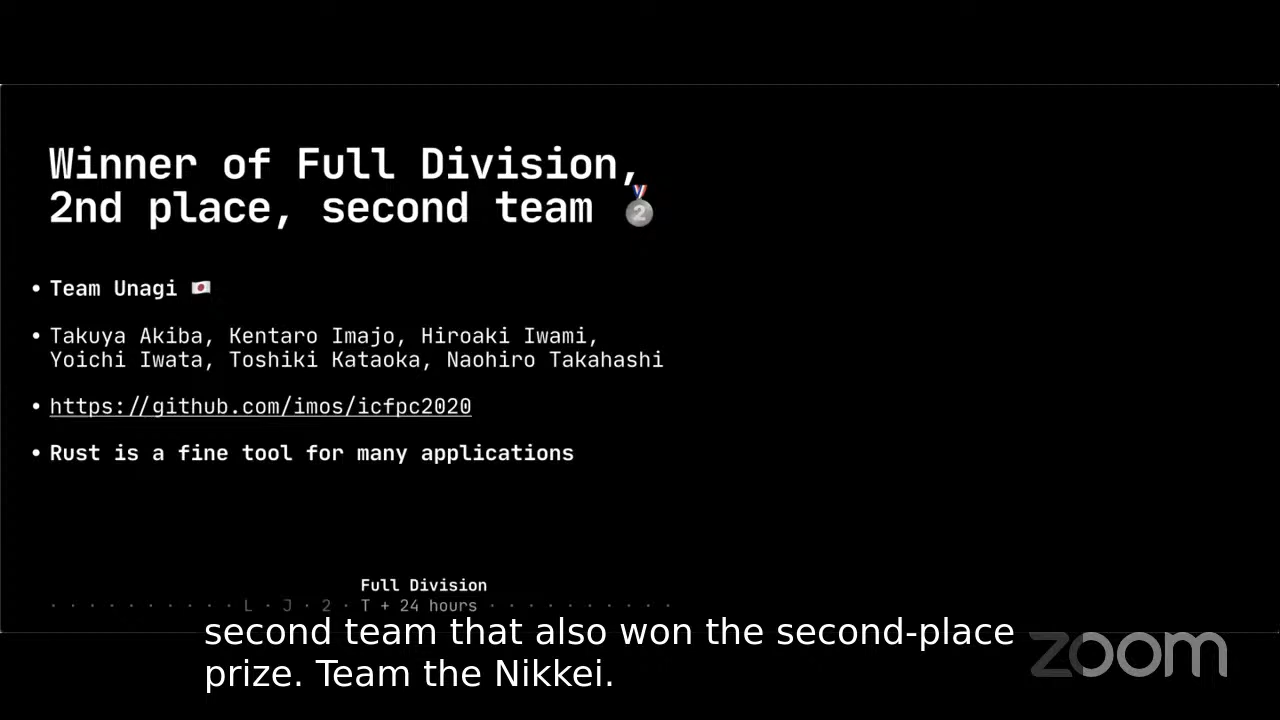 Winner of Full Division,
2nd place, second team 2
• Team Unagi
• Takuya Akiba, Kentaro Imajo, Hiroaki Iwami,
Yoichi Iwata, Toshiki Kataoka, Naohiro Takahashi
• https://github.com/imos/icfpc2020
• Rust is a fine tool for many applications
Full Division
· · · · · · · · · · L · J · 2 · T + 24 hours · · · · · · · · · ·
second team that also won the second-place
prize. Team the Nikkei.
zoom